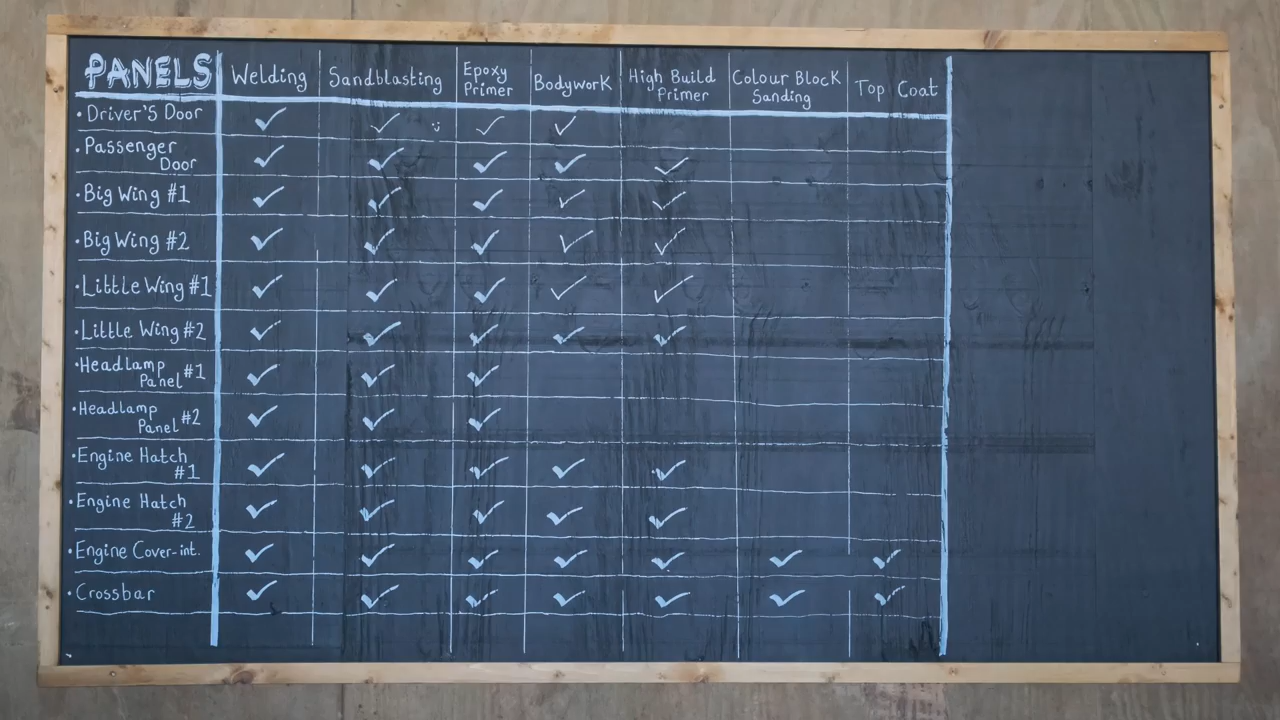 PANELS Welding Sandblasting Epoxy Primer Bodywork High Build Primer Colour Block Sanding Top Coat
• Driver's Door ✓ ✓ ✓ ✓
• Passenger Door ✓ ✓ ✓ ✓ ✓
• Big Wing #1 ✓ ✓ ✓ ✓ ✓
• Big Wing #2 ✓ ✓ ✓ ✓ ✓
• Little Wing #1 ✓ ✓ ✓ ✓ ✓
• Little Wing #2 ✓ ✓ ✓ ✓ ✓
• Headlamp Panel #1 ✓ ✓ ✓
• Headlamp Panel #2 ✓ ✓ ✓
• Engine Hatch #1 ✓ ✓ ✓ ✓ ✓
• Engine Hatch #2 ✓ ✓ ✓ ✓ ✓
• Engine Cover-int. ✓ ✓ ✓ ✓ ✓ ✓ ✓
• Crossbar ✓ ✓ ✓ ✓ ✓ ✓ ✓